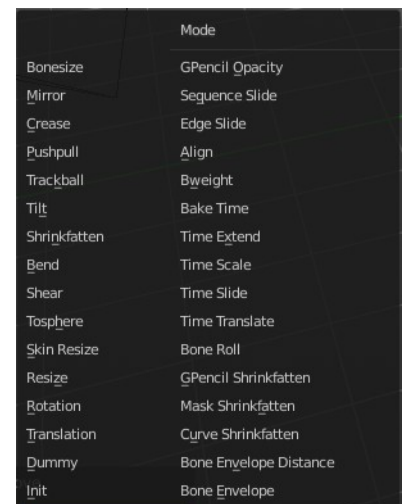 Mode
Bonesize
Mirror
Crease
Pushpull
Trackball
Tilt
Shrinkfatten
Bend
Shear
Tosphere
Skin Resize
Resize
Rotation
Translation
Dummy
Init
GPencil Opacity
Sequence Slide
Edge Slide
Align
Bweight
Bake Time
Time Extend
Time Scale
Time Slide
Time Translate
Bone Roll
GPencil Shrinkfatten
Mask Shrinkfatten
Curve Shrinkfatten
Bone Envelope Distance
Bone Envelope